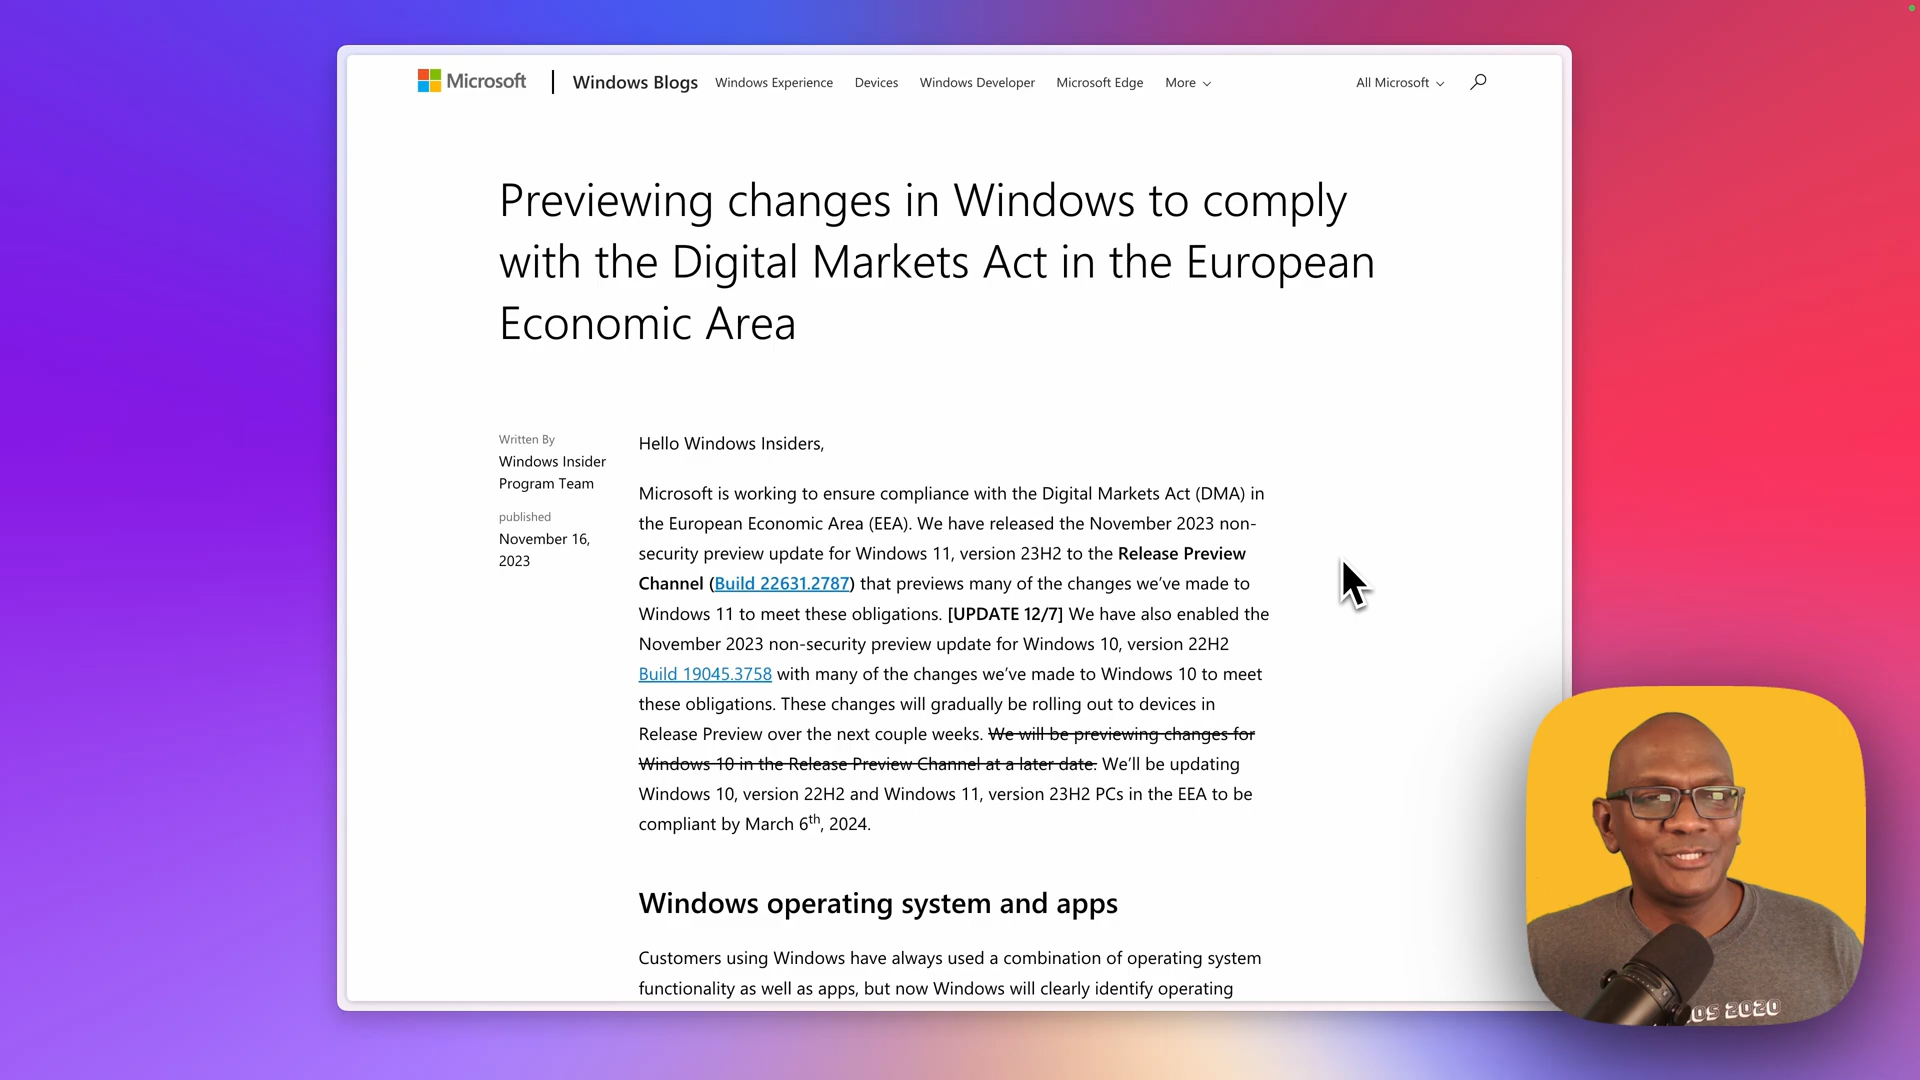 Microsoft
Windows Blogs
Windows Experience
Devices
Windows Developer
Microsoft Edge
More
All Microsoft
Previewing changes in Windows to comply
with the Digital Markets Act in the European
Economic Area
Written By
Windows Insider
Program Team
published
November 16,
2023
Hello Windows Insiders,
Microsoft is working to ensure compliance with the Digital Markets Act (DMA) in
the European Economic Area (EEA). We have released the November 2023 non-
security preview update for Windows 11, version 23H2 to the Release Preview
Channel (Build 22631.2787) that previews many of the changes we’ve made to
Windows 11 to meet these obligations. [UPDATE 12/7] We have also enabled the
November 2023 non-security preview update for Windows 10, version 22H2
Build 19045.3758 with many of the changes we’ve made to Windows 10 to meet
these obligations. These changes will gradually be rolling out to devices in
Release Preview over the next couple weeks. We will be previewing changes for
Windows 10 in the Release Preview Channel at a later date. We’ll be updating
Windows 10, version 22H2 and Windows 11, version 23H2 PCs in the EEA to be
compliant by March 6th, 2024.
Windows operating system and apps
Customers using Windows have always used a combination of operating system
functionality as well as apps, but now Windows will clearly identify operating
2020